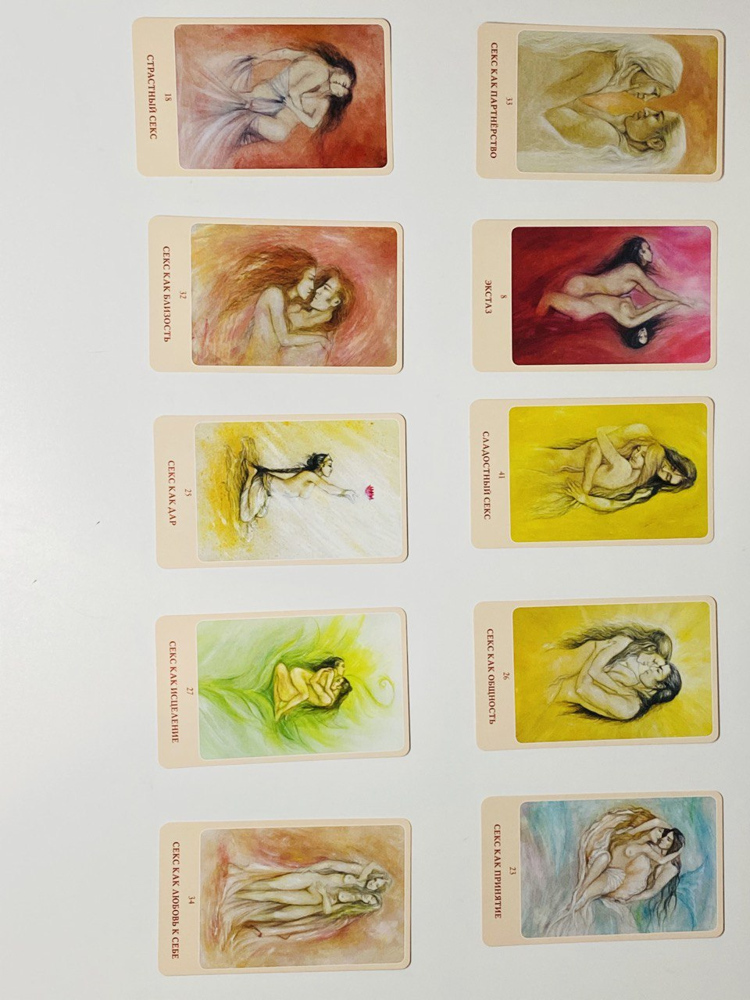 33
СЕКС КАК ПАРТНЁРСТВО
8
ЭКСТАЗ
41
СЛАДОСТНЫЙ СЕКС
26
СЕКС КАК ОБЩНОСТЬ
23
СЕКС КАК ПРИНЯТИЕ
18
СТРАСТНЫЙ СЕКС
32
СЕКС КАК БЛИЗОСТЬ
25
СЕКС КАК ДАР
27
СЕКС КАК ИСЦЕЛЕНИЕ
34
СЕКС КАК ЛЮБОВЬ К СЕБЕ